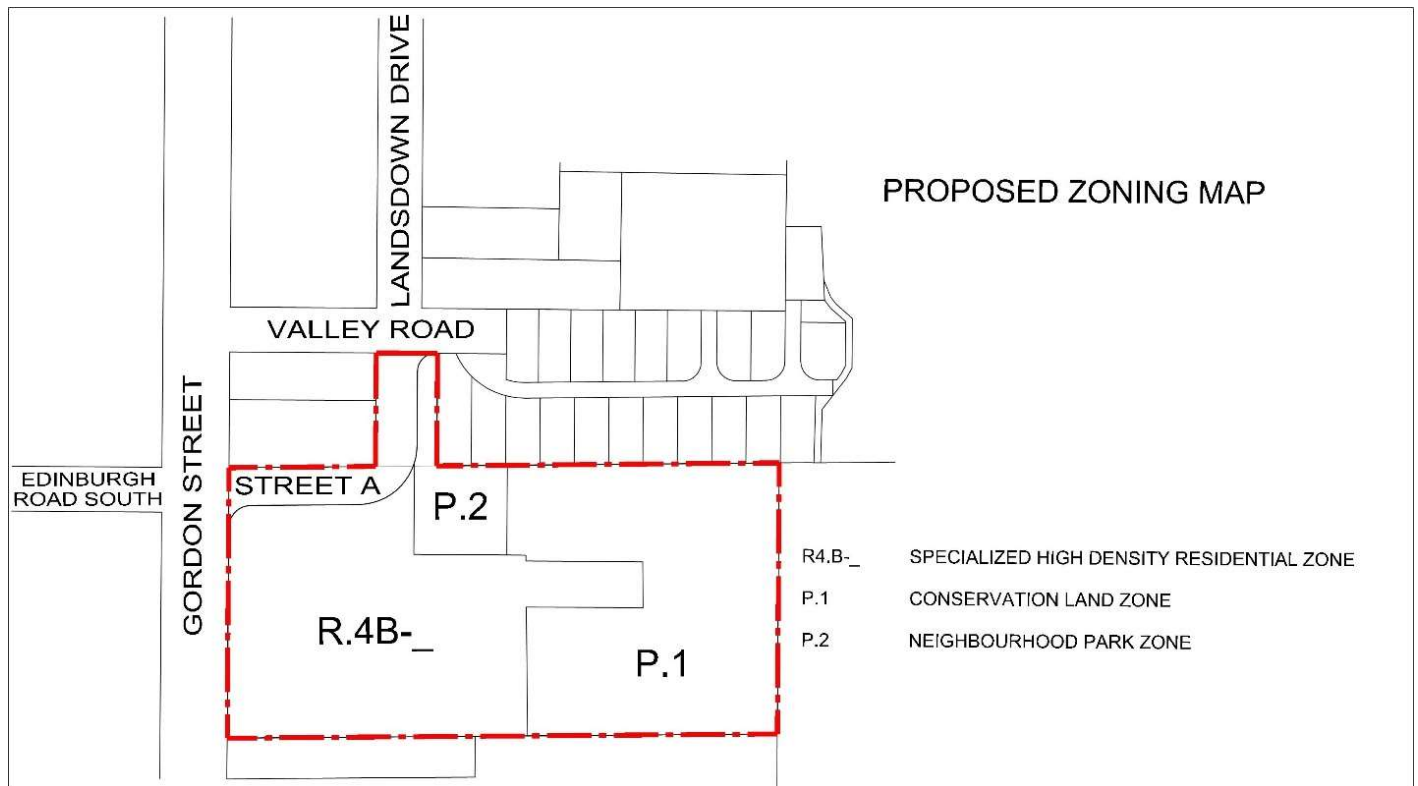 LANDSDOWN DRIVE
PROPOSED ZONING MAP
VALLEY ROAD
GORDON STREET
EDINBURGH
ROAD SOUTH
STREET A
P.2
R.4B-_
P.1
R4.B-_ SPECIALIZED HIGH DENSITY RESIDENTIAL ZONE
P.1 CONSERVATION LAND ZONE
P.2 NEIGHBOURHOOD PARK ZONE